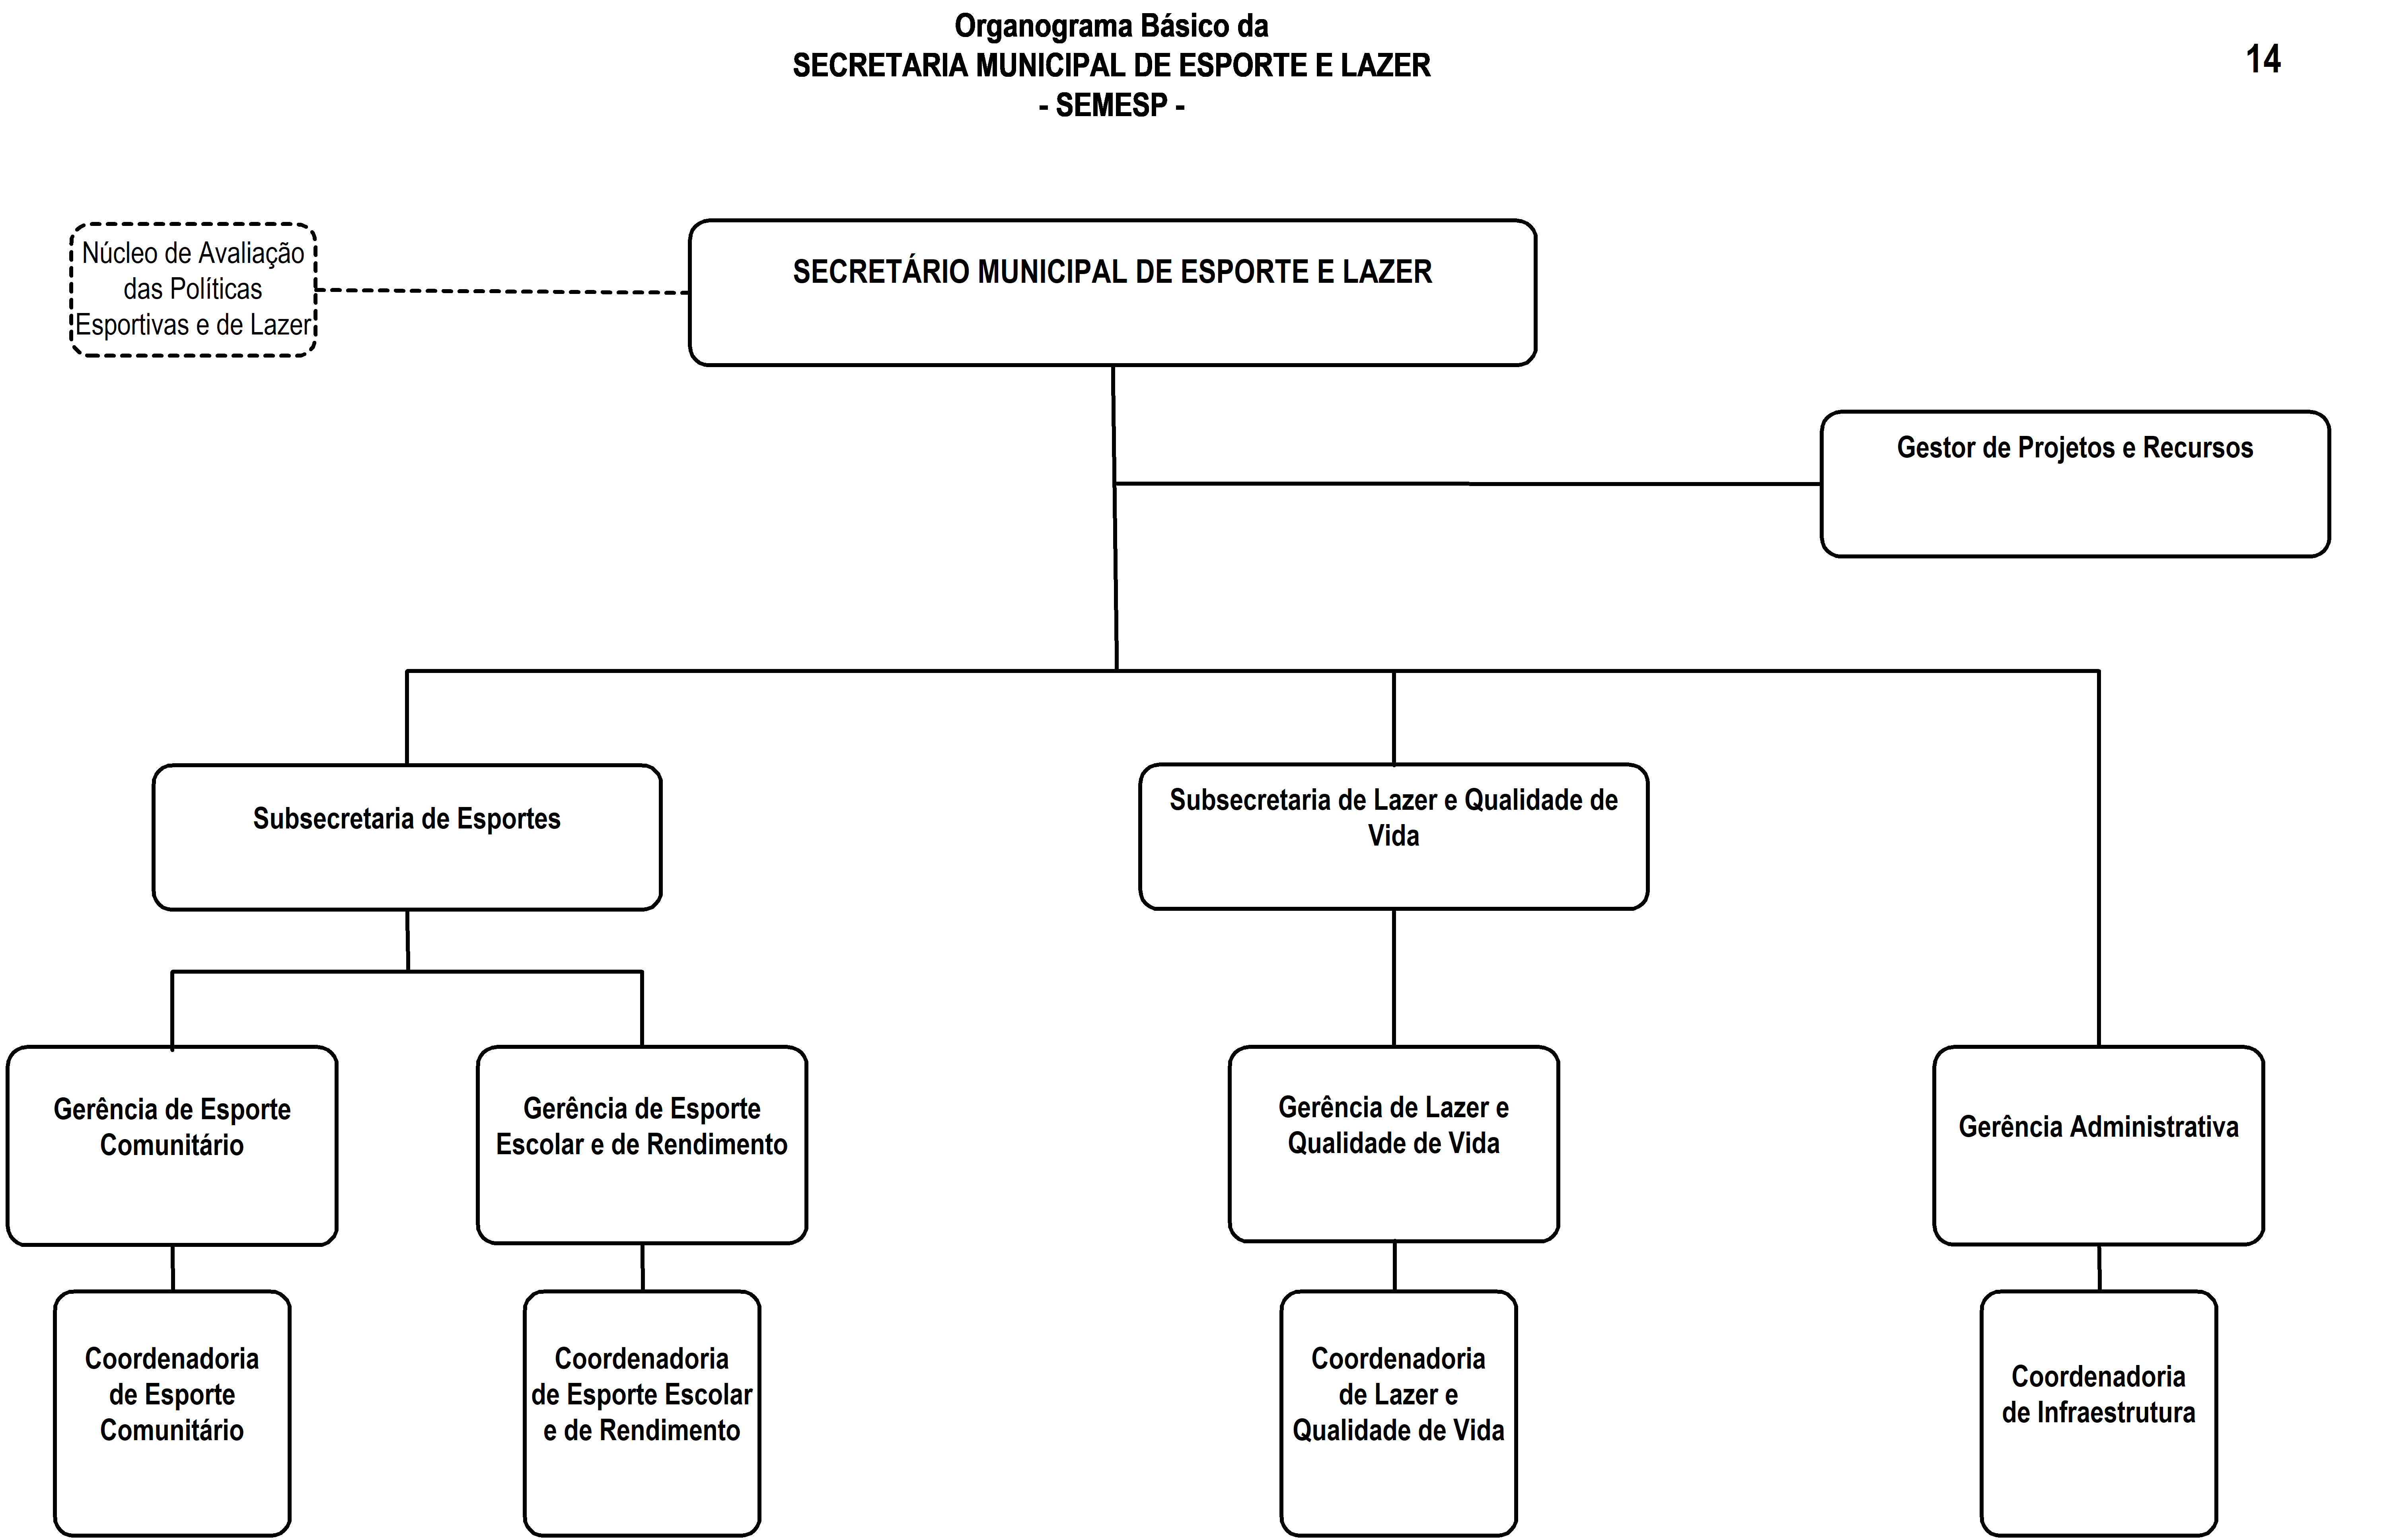 Organograma Básico da
SECRETARIA MUNICIPAL DE ESPORTE E LAZER
- SEMESP -
14
Núcleo de Avaliação
das Políticas
Esportivas e de Lazer
SECRETÁRIO MUNICIPAL DE ESPORTE E LAZER
Gestor de Projetos e Recursos
Subsecretaria de Esportes
Subsecretaria de Lazer e Qualidade de
Vida
Gerência de Esporte
Comunitário
Gerência de Esporte
Escolar e de Rendimento
Gerência de Lazer e
Qualidade de Vida
Gerência Administrativa
Coordenadoria
de Esporte
Comunitário
Coordenadoria
de Esporte Escolar
e de Rendimento
Coordenadoria
de Lazer e
Qualidade de Vida
Coordenadoria
de Infraestrutura